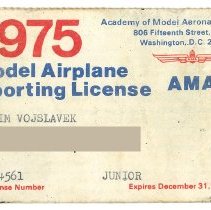 1975
Academy of Model Aerona
806 Fifteenth Street,
Washington, D.C. 2
Model Airplane
Sporting License
AMA
IM VOJSLAVEK
4561
JUNIOR
ense Number
Expires December 31,